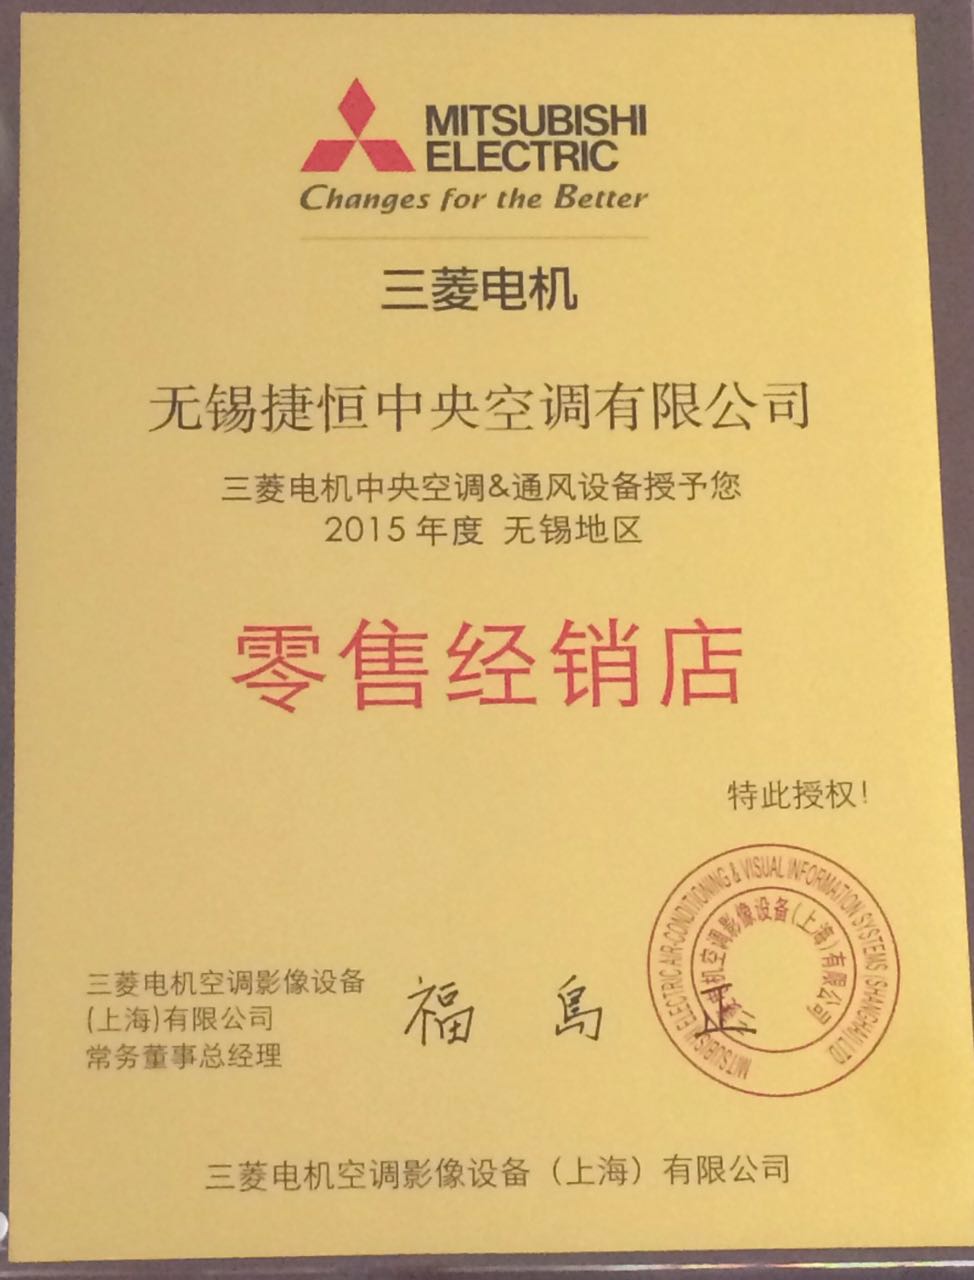 MITSUBISHI
ELECTRIC
Changes for the Better
三菱电机
无锡捷恒中央空调有限公司
三菱电机中央空调&通风设备授予您
2015年度 无锡地区
零售经销店
特此授权!
MITSUBISHI ELECTRIC AIR-CONDITIONING & VISUAL INFORMATION SYSTEMS (SHANGHAI) LTD
三菱电机空调影像设备(上海)有限公司
三菱电机空调影像设备
(上海)有限公司
常务董事总经理
福 島 正
三菱电机空调影像设备（上海）有限公司